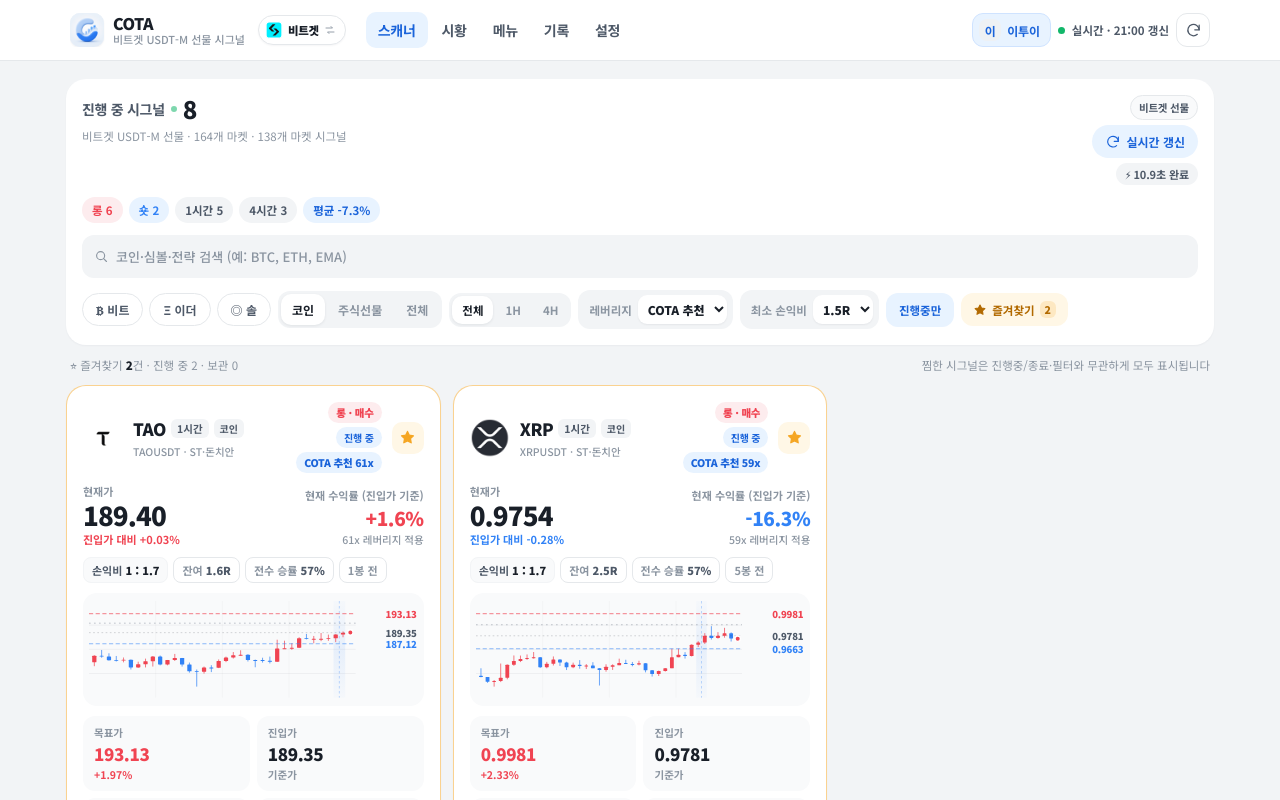 COTA
비트겟 USDT-M 선물 시그널
비트겟
스캐너
시황
메뉴
기록
설정
이 이투이
실시간 · 21:00 갱신
진행 중 시그널 8
비트겟 선물
비트겟 USDT-M 선물 · 164개 마켓 · 138개 마켓 시그널
실시간 갱신
⚡ 10.9초 완료
롱 6
숏 2
1시간 5
4시간 3
평균 -7.3%
코인·심볼·전략 검색 (예: BTC, ETH, EMA)
₿ 비트
Ξ 이더
◎ 솔
코인
주식선물
전체
전체
1H
4H
레버리지 COTA 추천
최소 손익비 1.5R
진행중만
★ 즐겨찾기 2
⭐ 즐겨찾기 2건 · 진행 중 2 · 보관 0
찜한 시그널은 진행중/종료·필터와 무관하게 모두 표시됩니다
τ
TAO 1시간 코인
TAOUSDT · ST·돈치안
롱 · 매수
진행 중
COTA 추천 61x
현재가
189.40
진입가 대비 +0.03%
현재 수익률 (진입가 기준)
+1.6%
61x 레버리지 적용
손익비 1 : 1.7
잔여 1.6R
전수 승률 57%
1봉 전
193.13
189.35
187.12
목표가
193.13
+1.97%
진입가
189.35
기준가
XRP 1시간 코인
XRPUSDT · ST·돈치안
롱 · 매수
진행 중
COTA 추천 59x
현재가
0.9754
진입가 대비 -0.28%
현재 수익률 (진입가 기준)
-16.3%
59x 레버리지 적용
손익비 1 : 1.7
잔여 2.5R
전수 승률 57%
5봉 전
0.9981
0.9781
0.9663
목표가
0.9981
+2.33%
진입가
0.9781
기준가